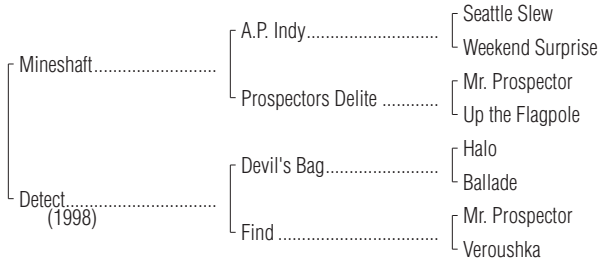 Seattle Slew
A.P. Indy..............................
Weekend Surprise
Mineshaft............................
Mr. Prospector
Prospectors Delite .............
Up the Flagpole
Halo
Devil's Bag..........................
Ballade
Detect...................................
(1998)
Mr. Prospector
Find .....................................
Veroushka